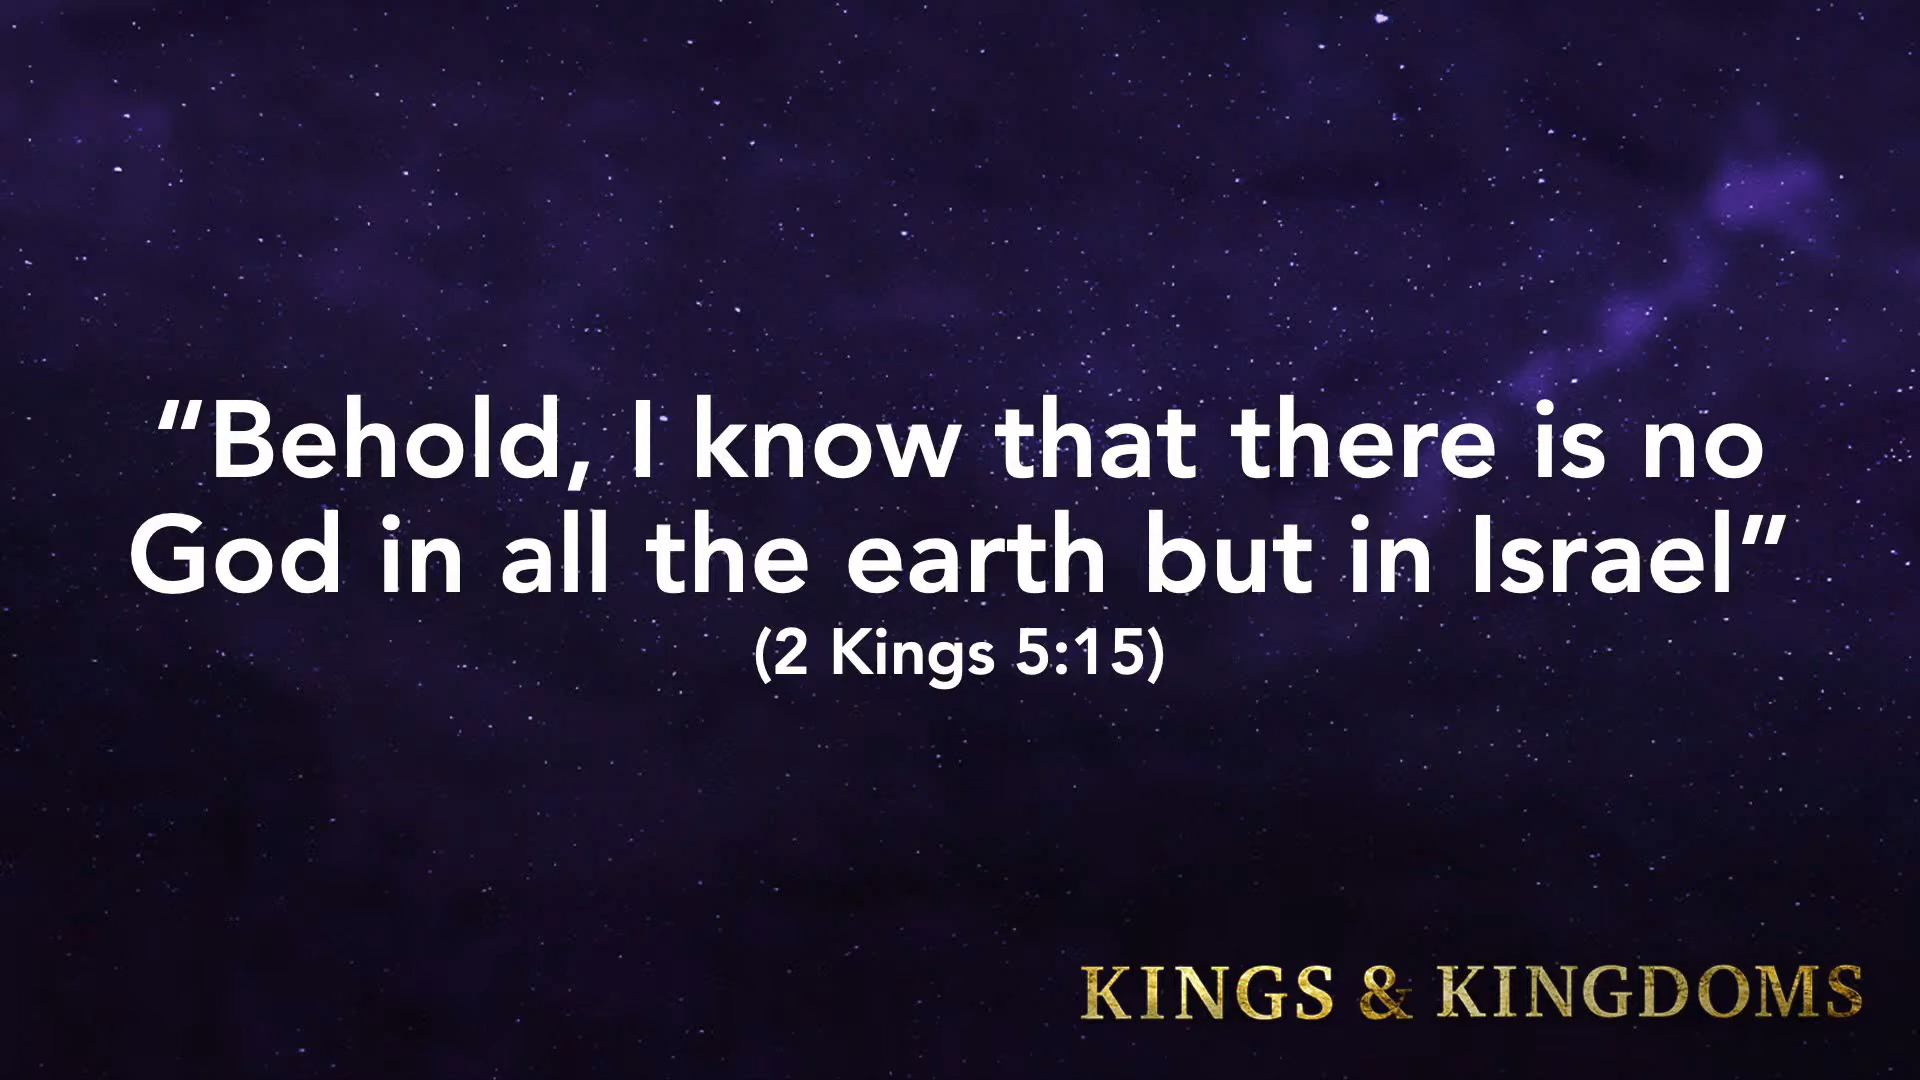 “Behold, I know that there is no
God in all the earth but in Israel”
(2 Kings 5:15)
KINGS & KINGDOMS